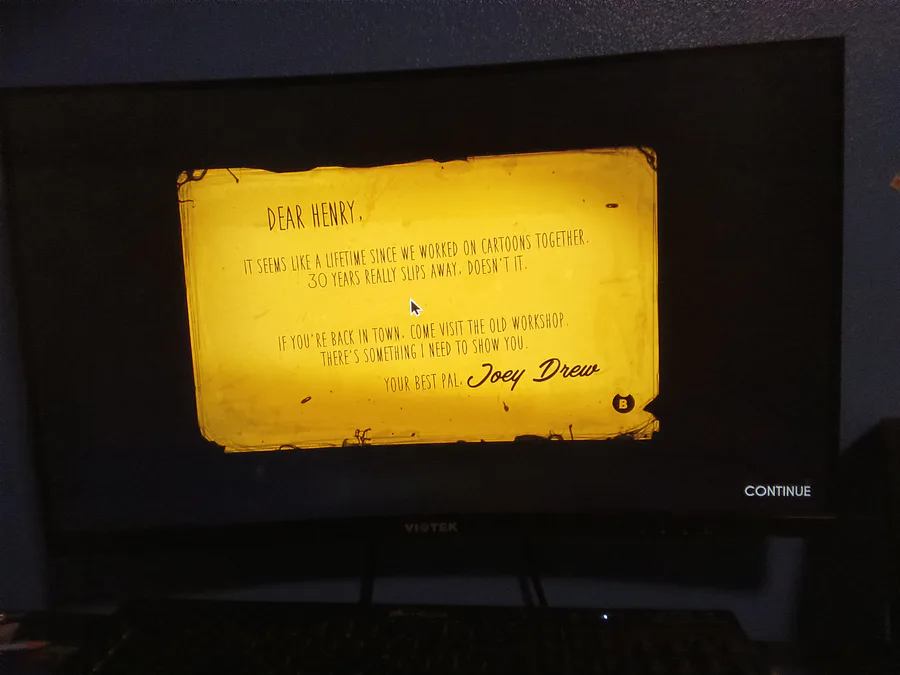 DEAR HENRY,
IT SEEMS LIKE A LIFETIME SINCE WE WORKED ON CARTOONS TOGETHER.
30 YEARS REALLY SLIPS AWAY, DOESN'T IT.
IF YOU'RE BACK IN TOWN, COME VISIT THE OLD WORKSHOP.
THERE'S SOMETHING I NEED TO SHOW YOU.
YOUR BEST PAL, Joey Drew
B
CONTINUE
VIOTEK